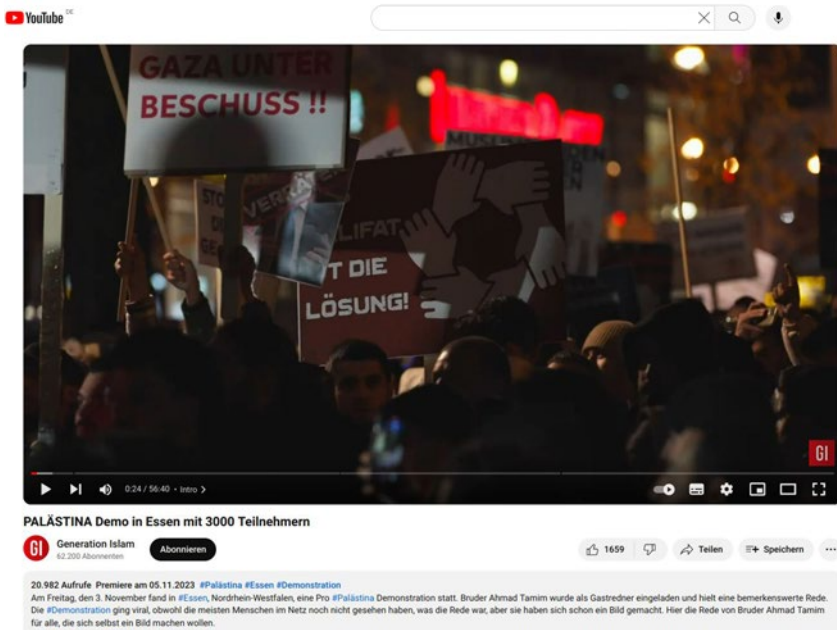 YouTube DE
GAZA UNTER
BESCHUSS !!
VERRÄ
LIFAT
T DIE
LÖSUNG!
GI
0:24 / 56:40 • Intro
PALÄSTINA Demo in Essen mit 3000 Teilnehmern
GI Generation Islam
62.200 Abonnenten
Abonnieren
1659
Teilen
Speichern
20.982 Aufrufe Premiere am 05.11.2023 #Palästina #Essen #Demonstration
Am Freitag, den 3. November fand in #Essen, Nordrhein-Westfalen, eine Pro #Palästina Demonstration statt. Bruder Ahmad Tamim wurde als Gastredner eingeladen und hielt eine bemerkenswerte Rede.
Die #Demonstration ging viral, obwohl die meisten Menschen im Netz noch nicht gesehen haben, was die Rede war, aber sie haben sich schon ein Bild gemacht. Hier die Rede von Bruder Ahmad Tamim
für alle, die sich selbst ein Bild machen wollen.